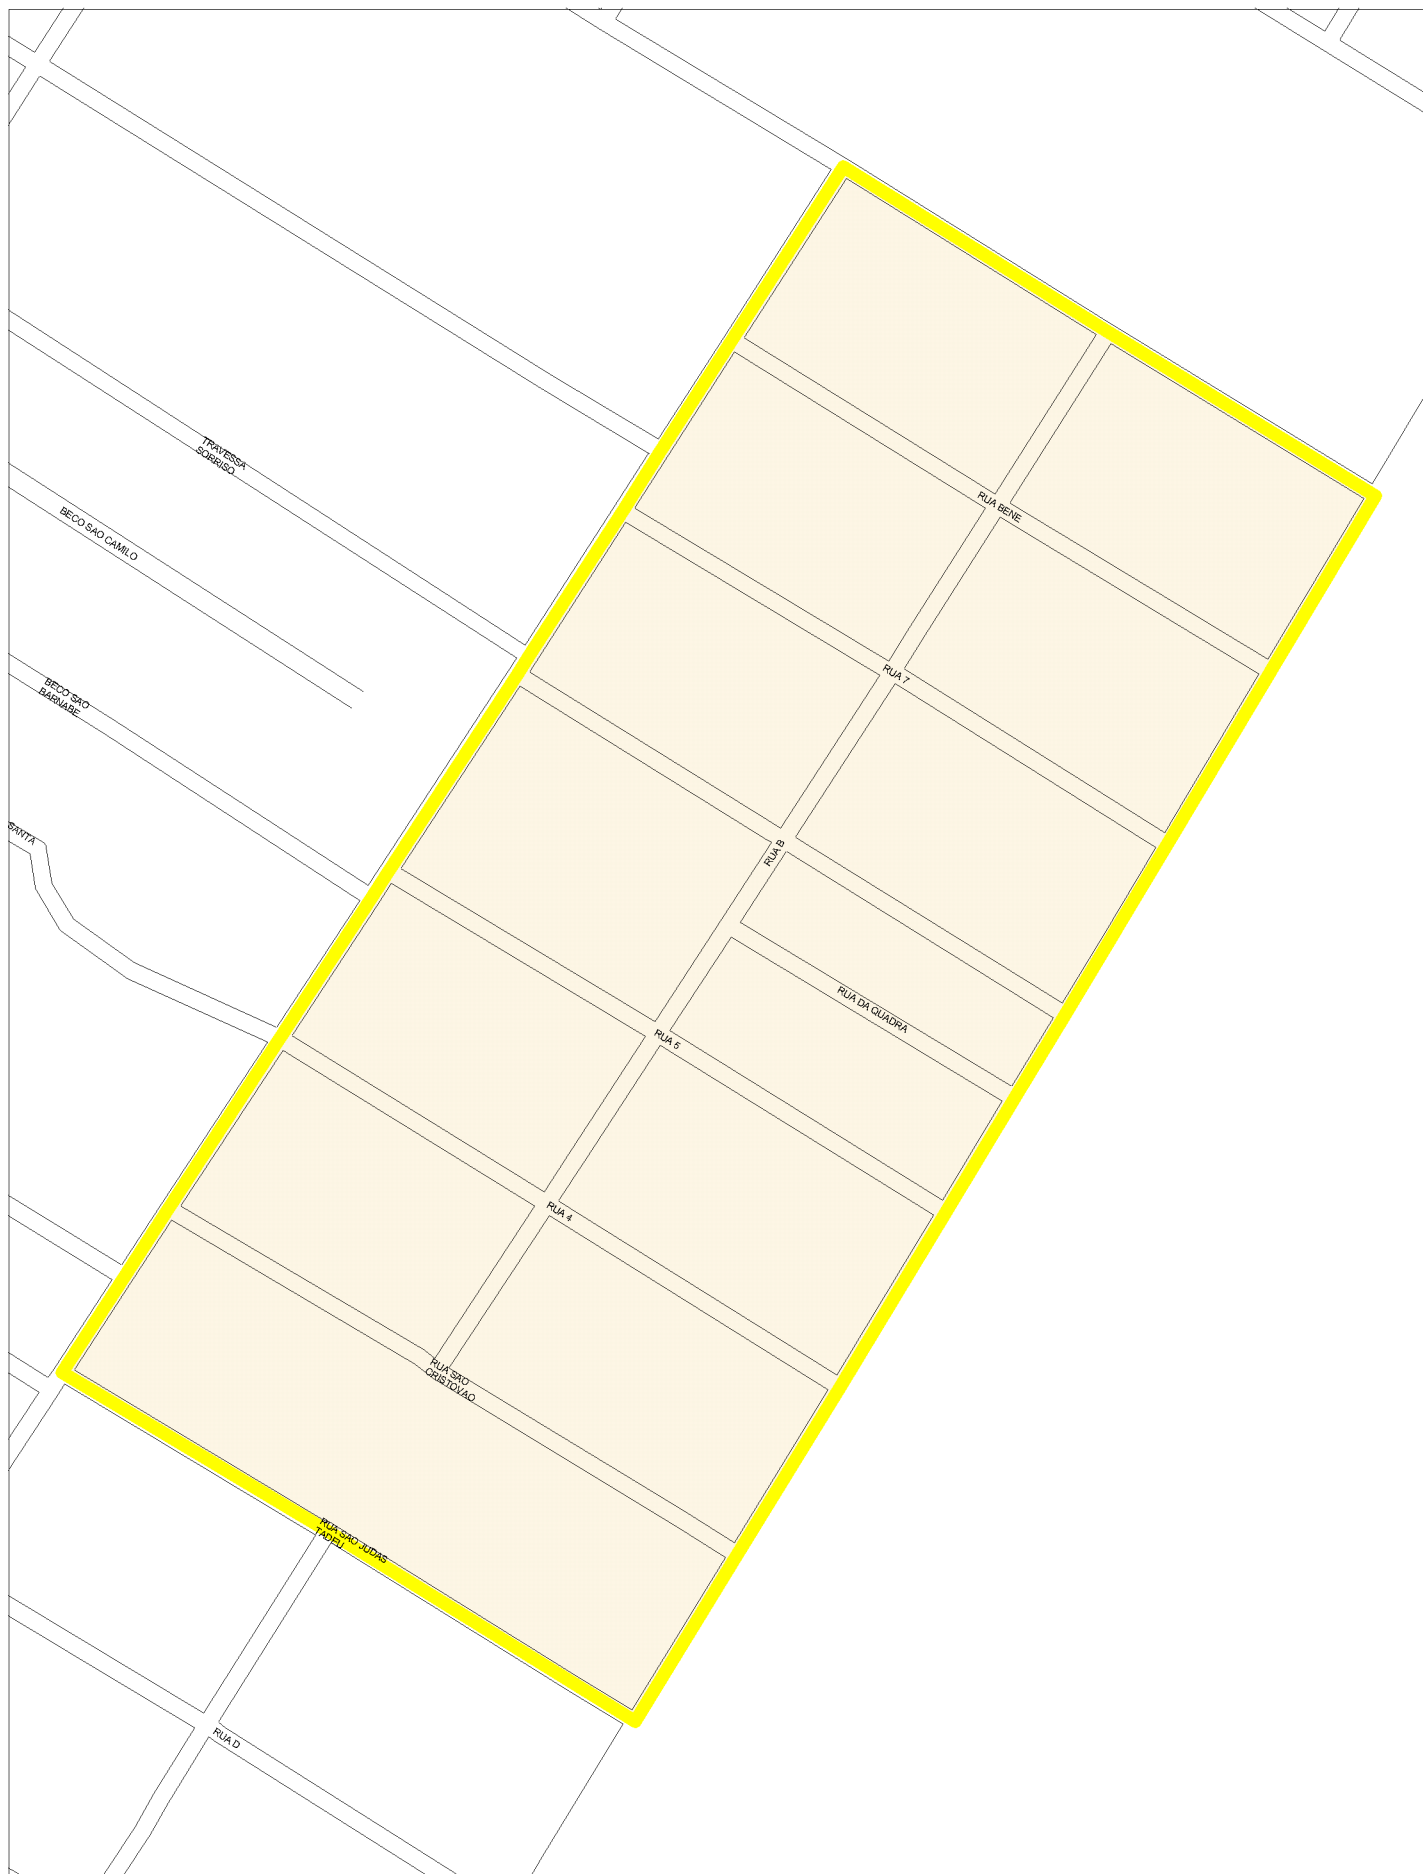 TRAVESSA
SORRISO
BECO SAO CAMILO
RUA BENE
BECO SAO
BARNABE
RUA 7
SANTA
RUA B
RUA DA QUADRA
RUA 5
RUA 4
RUA SAO
CRISTOVAO
RUA SAO JUDAS
TADEU
RUA D